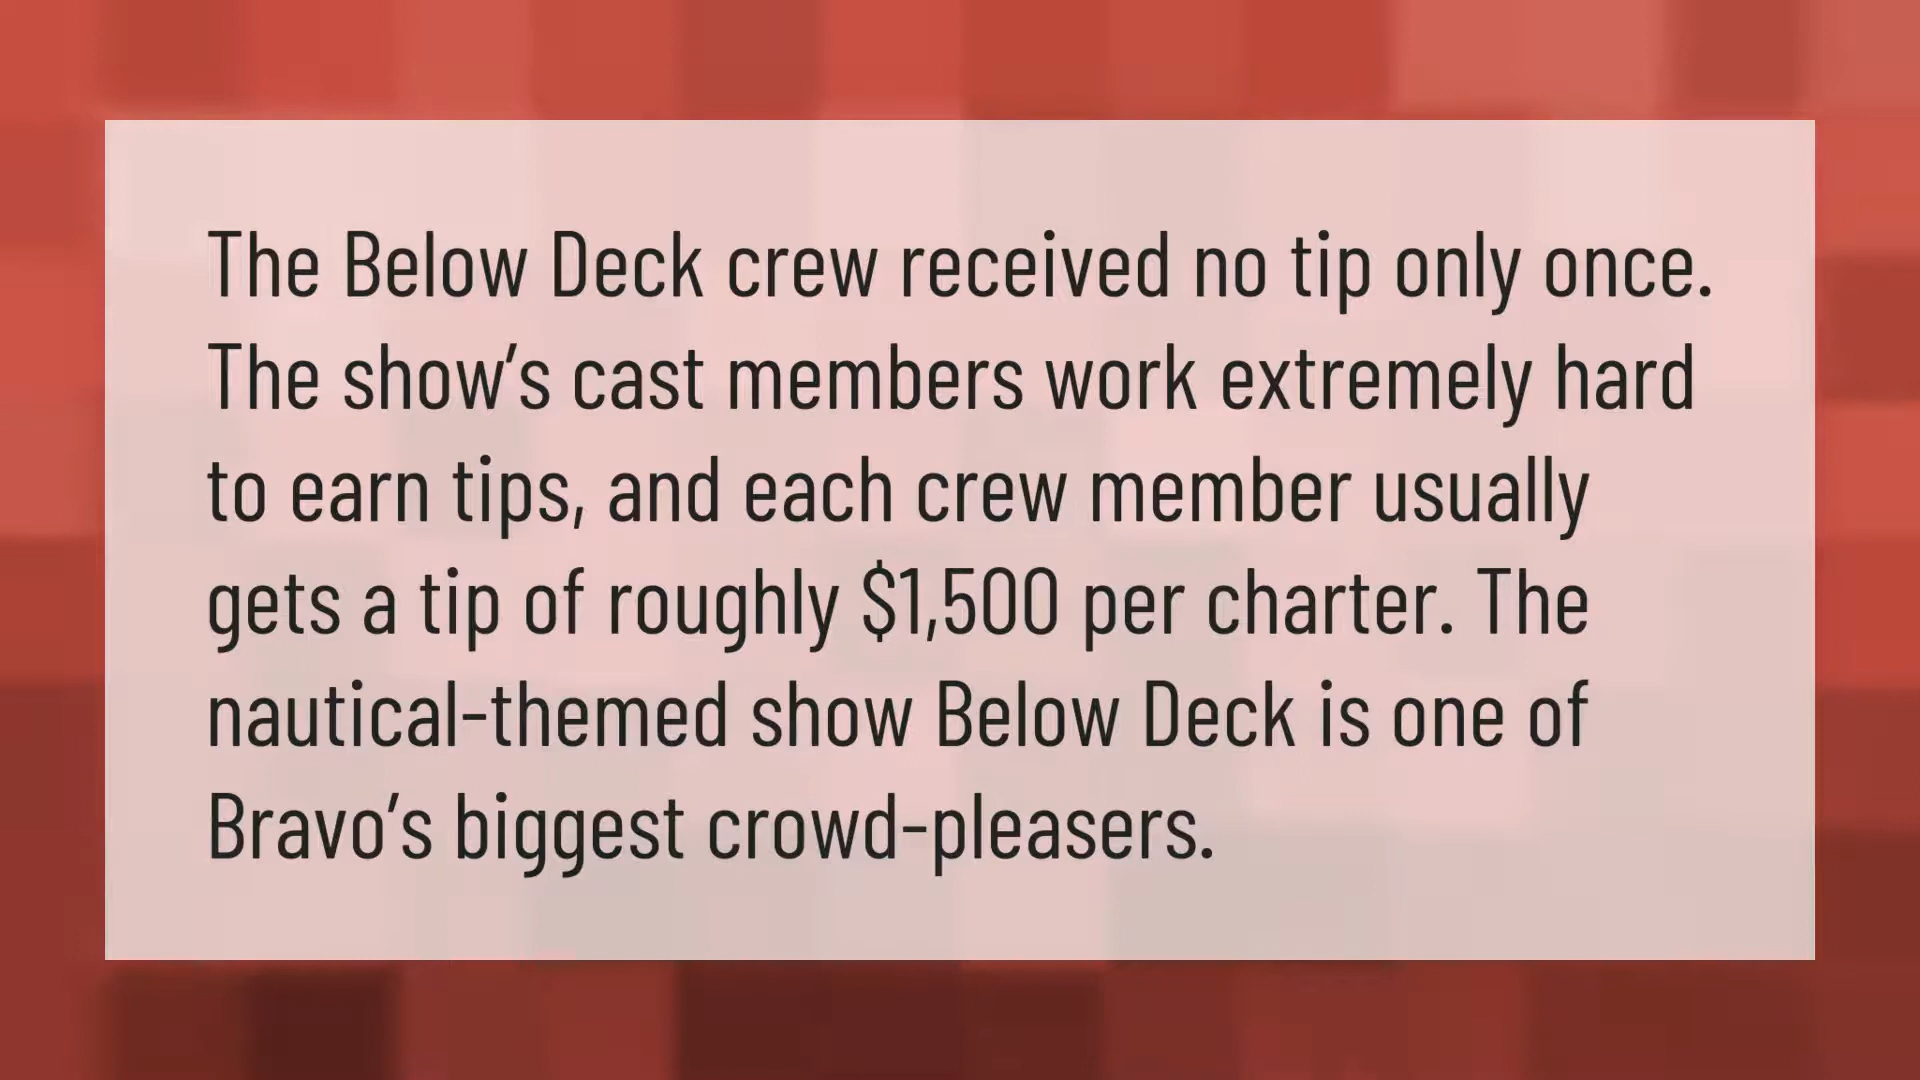 The Below Deck crew received no tip only once.
The show’s cast members work extremely hard
to earn tips, and each crew member usually
gets a tip of roughly $1,500 per charter. The
nautical-themed show Below Deck is one of
Bravo’s biggest crowd-pleasers.